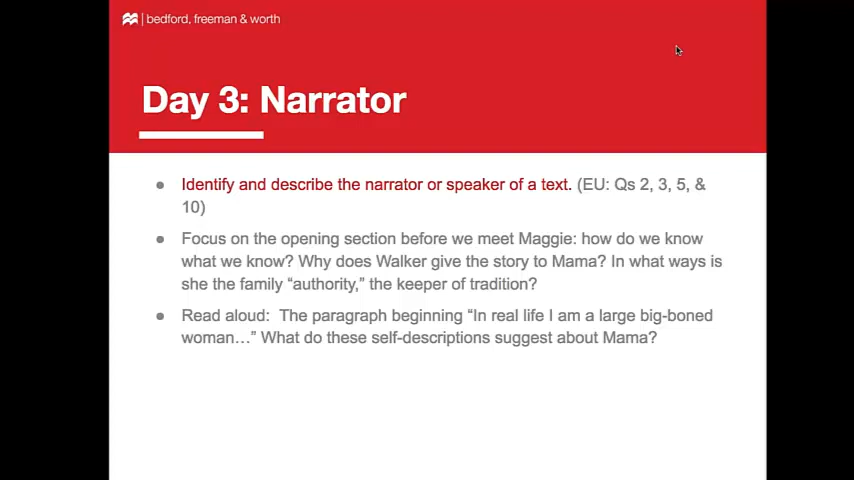 bedford, freeman & worth
Day 3: Narrator
● Identify and describe the narrator or speaker of a text. (EU: Qs 2, 3, 5, &
10)
● Focus on the opening section before we meet Maggie: how do we know
what we know? Why does Walker give the story to Mama? In what ways is
she the family “authority,” the keeper of tradition?
● Read aloud:  The paragraph beginning “In real life I am a large big-boned
woman…” What do these self-descriptions suggest about Mama?